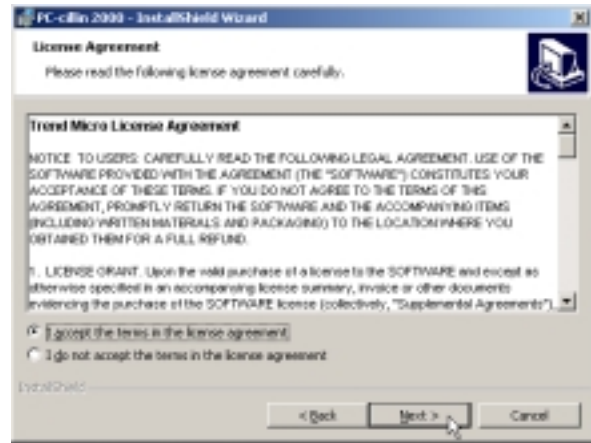 PC-cillin 2000 - InstallShield Wizard
License Agreement
Please read the following license agreement carefully.
Trend Micro License Agreement
NOTICE TO USERS: CAREFULLY READ THE FOLLOWING LEGAL AGREEMENT. USE OF THE
SOFTWARE PROVIDED WITH THE AGREEMENT (THE "SOFTWARE") CONSTITUTES YOUR
ACCEPTANCE OF THESE TERMS. IF YOU DO NOT AGREE TO THE TERMS OF THIS
AGREEMENT, PROMPTLY RETURN THE SOFTWARE AND THE ACCOMPANYING ITEMS
(INCLUDING WRITTEN MATERIALS AND PACKAGING) TO THE LOCATION WHERE YOU
OBTAINED THEM FOR A FULL REFUND.
1. LICENSE GRANT. Upon the valid purchase of a license to the SOFTWARE and except as
otherwise specified in an accompanying license summary, invoice or other documents
evidencing the purchase of the SOFTWARE license (collectively, "Supplemental Agreements"),
I accept the terms in the license agreement
I do not accept the terms in the license agreement
InstallShield
< Back Next > Cancel